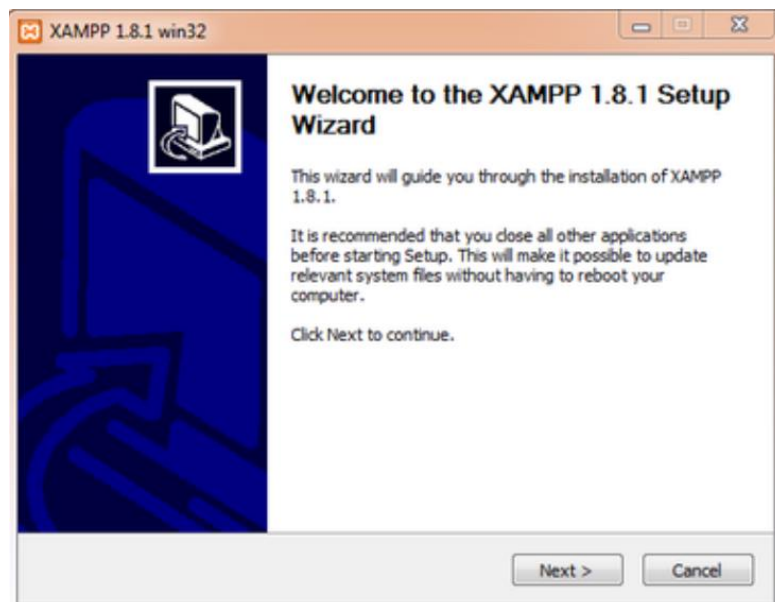 XAMPP 1.8.1 win32
Welcome to the XAMPP 1.8.1 Setup
Wizard
This wizard will guide you through the installation of XAMPP
1.8.1.
It is recommended that you close all other applications
before starting Setup. This will make it possible to update
relevant system files without having to reboot your
computer.
Click Next to continue.
Next >
Cancel